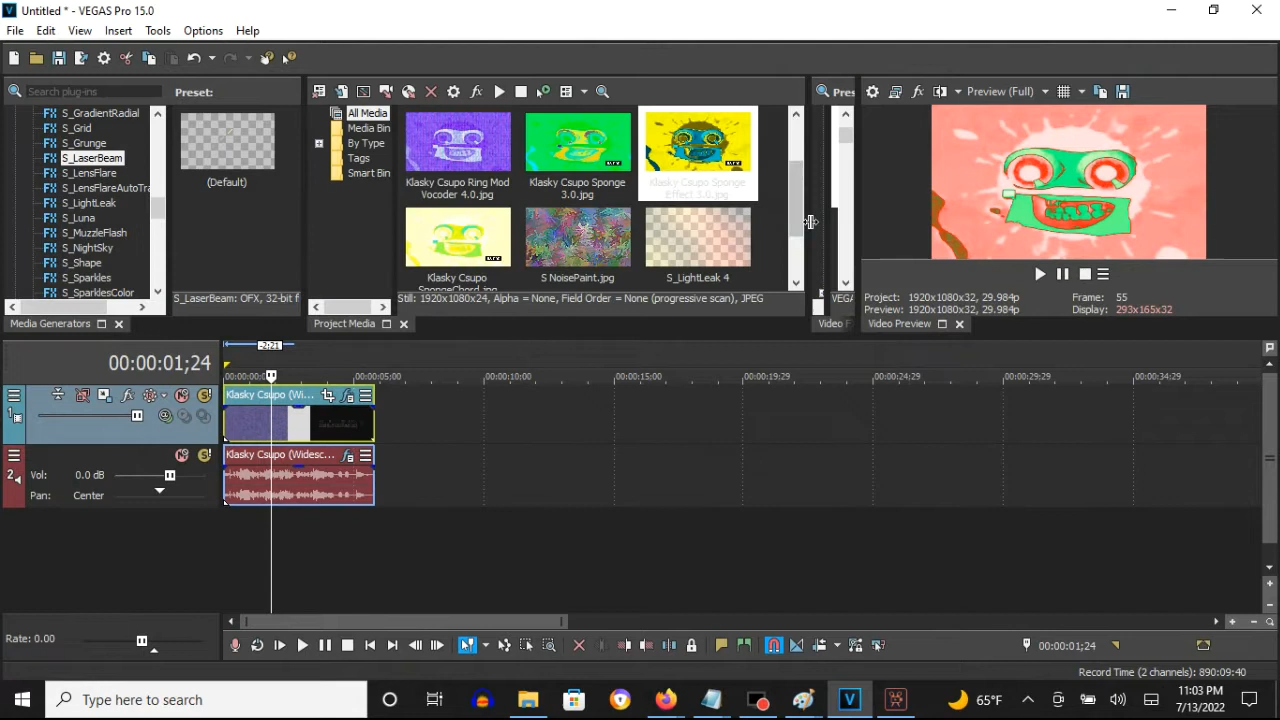 Untitled * - VEGAS Pro 15.0
File Edit View Insert Tools Options Help
Search plug-ins
Preset:
S_GradientRadial
S_Grid
S_Grunge
S_LaserBeam
S_LensFlare
S_LensFlareAutoTra
S_LightLeak
S_Luna
S_MuzzleFlash
S_NightSky
S_Shape
S_Sparkles
S_SparklesColor
(Default)
S_LaserBeam: OFX, 32-bit f
Media Generators
All Media
Media Bin
By Type
Tags
Smart Bin
Klasky Csupo Ring Mod
Vocoder 4.0.jpg
Klasky Csupo Sponge
3.0.jpg
Klasky Csupo Sponge
Effect 3.0.jpg
Klasky Csupo
SpongeChord.jpg
S NoisePaint.jpg
S_LightLeak 4
Still: 1920x1080x24, Alpha = None, Field Order = None (progressive scan), JPEG
Project Media
Pres
VEGA
Video F
Preview (Full)
Project: 1920x1080x32, 29.984p
Preview: 1920x1080x32, 29.984p
Frame: 55
Display: 293x165x32
Video Preview
00:00:01;24
-2:21
00:00:00
00:00:05;00
00:00:10;00
00:00:15;00
00:00:19;29
00:00:24;29
00:00:29;29
00:00:34;29
1
Klasky Csupo (Wi...
2
Vol: 0.0 dB
Pan: Center
Klasky Csupo (Widesc...
Rate: 0.00
00:00:01;24
Record Time (2 channels): 890:09:40
Type here to search
65°F
11:03 PM
7/13/2022